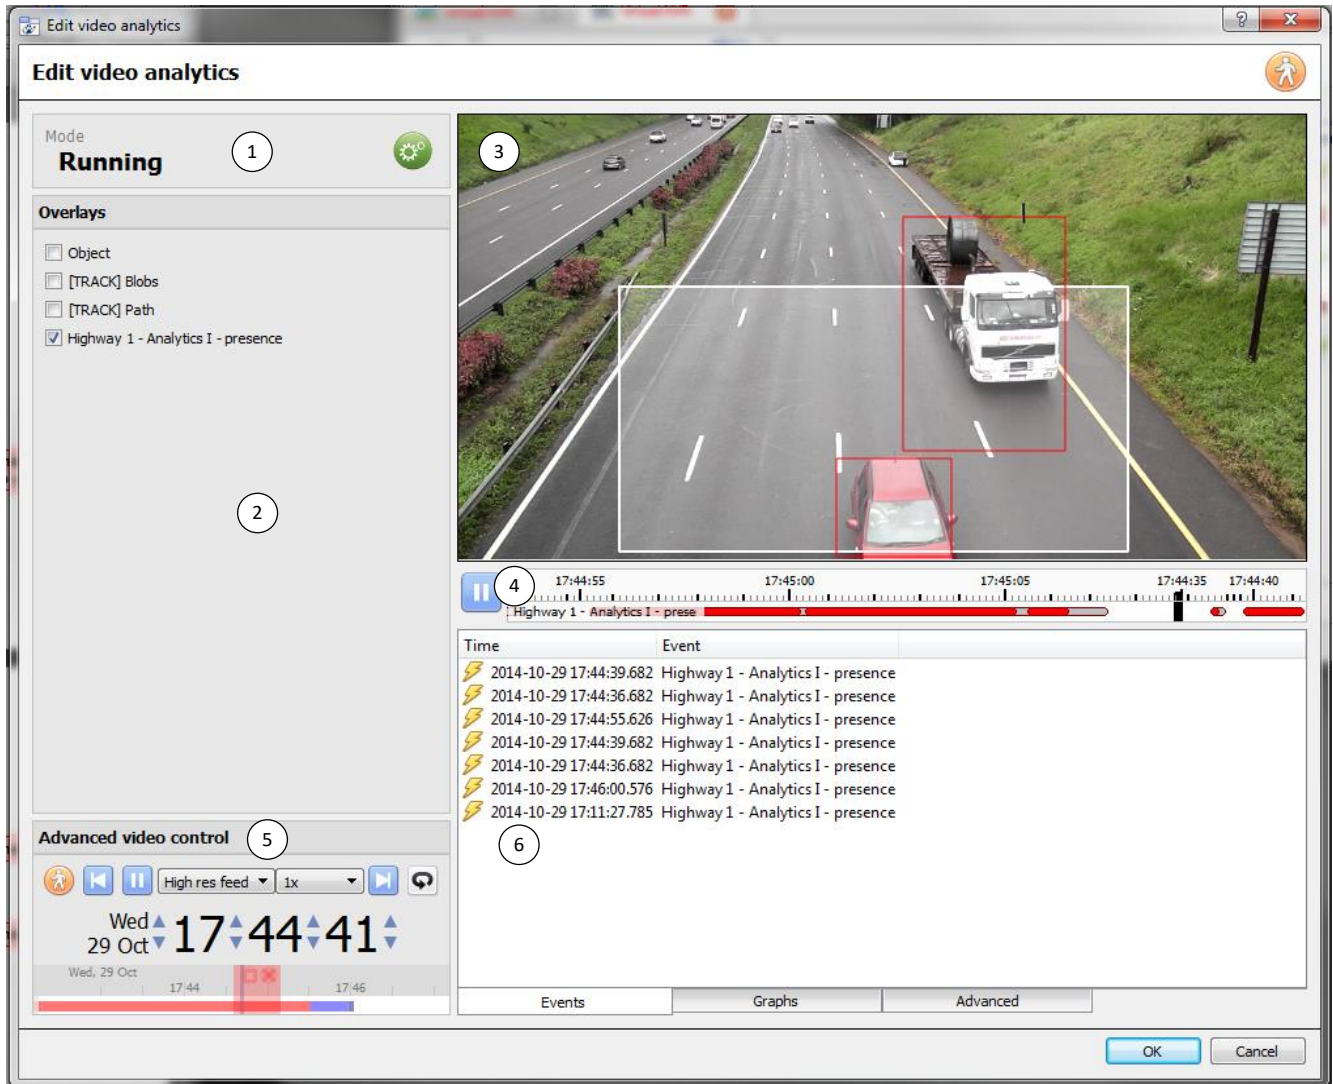 Edit video analytics
Edit video analytics
Mode
Running
1
Overlays
Object
[TRACK] Blobs
[TRACK] Path
Highway 1 - Analytics I - presence
2
3
4
17:44:55 17:45:00 17:45:05 17:44:35 17:44:40
Highway 1 - Analytics I - prese
Time Event
2014-10-29 17:44:39.682 Highway 1 - Analytics I - presence
2014-10-29 17:44:36.682 Highway 1 - Analytics I - presence
2014-10-29 17:44:55.626 Highway 1 - Analytics I - presence
2014-10-29 17:44:39.682 Highway 1 - Analytics I - presence
2014-10-29 17:44:36.682 Highway 1 - Analytics I - presence
2014-10-29 17:46:00.576 Highway 1 - Analytics I - presence
2014-10-29 17:11:27.785 Highway 1 - Analytics I - presence
6
Events Graphs Advanced
Advanced video control
5
High res feed 1x
Wed
29 Oct
17 44 41
Wed, 29 Oct
17 44 17 46
OK Cancel